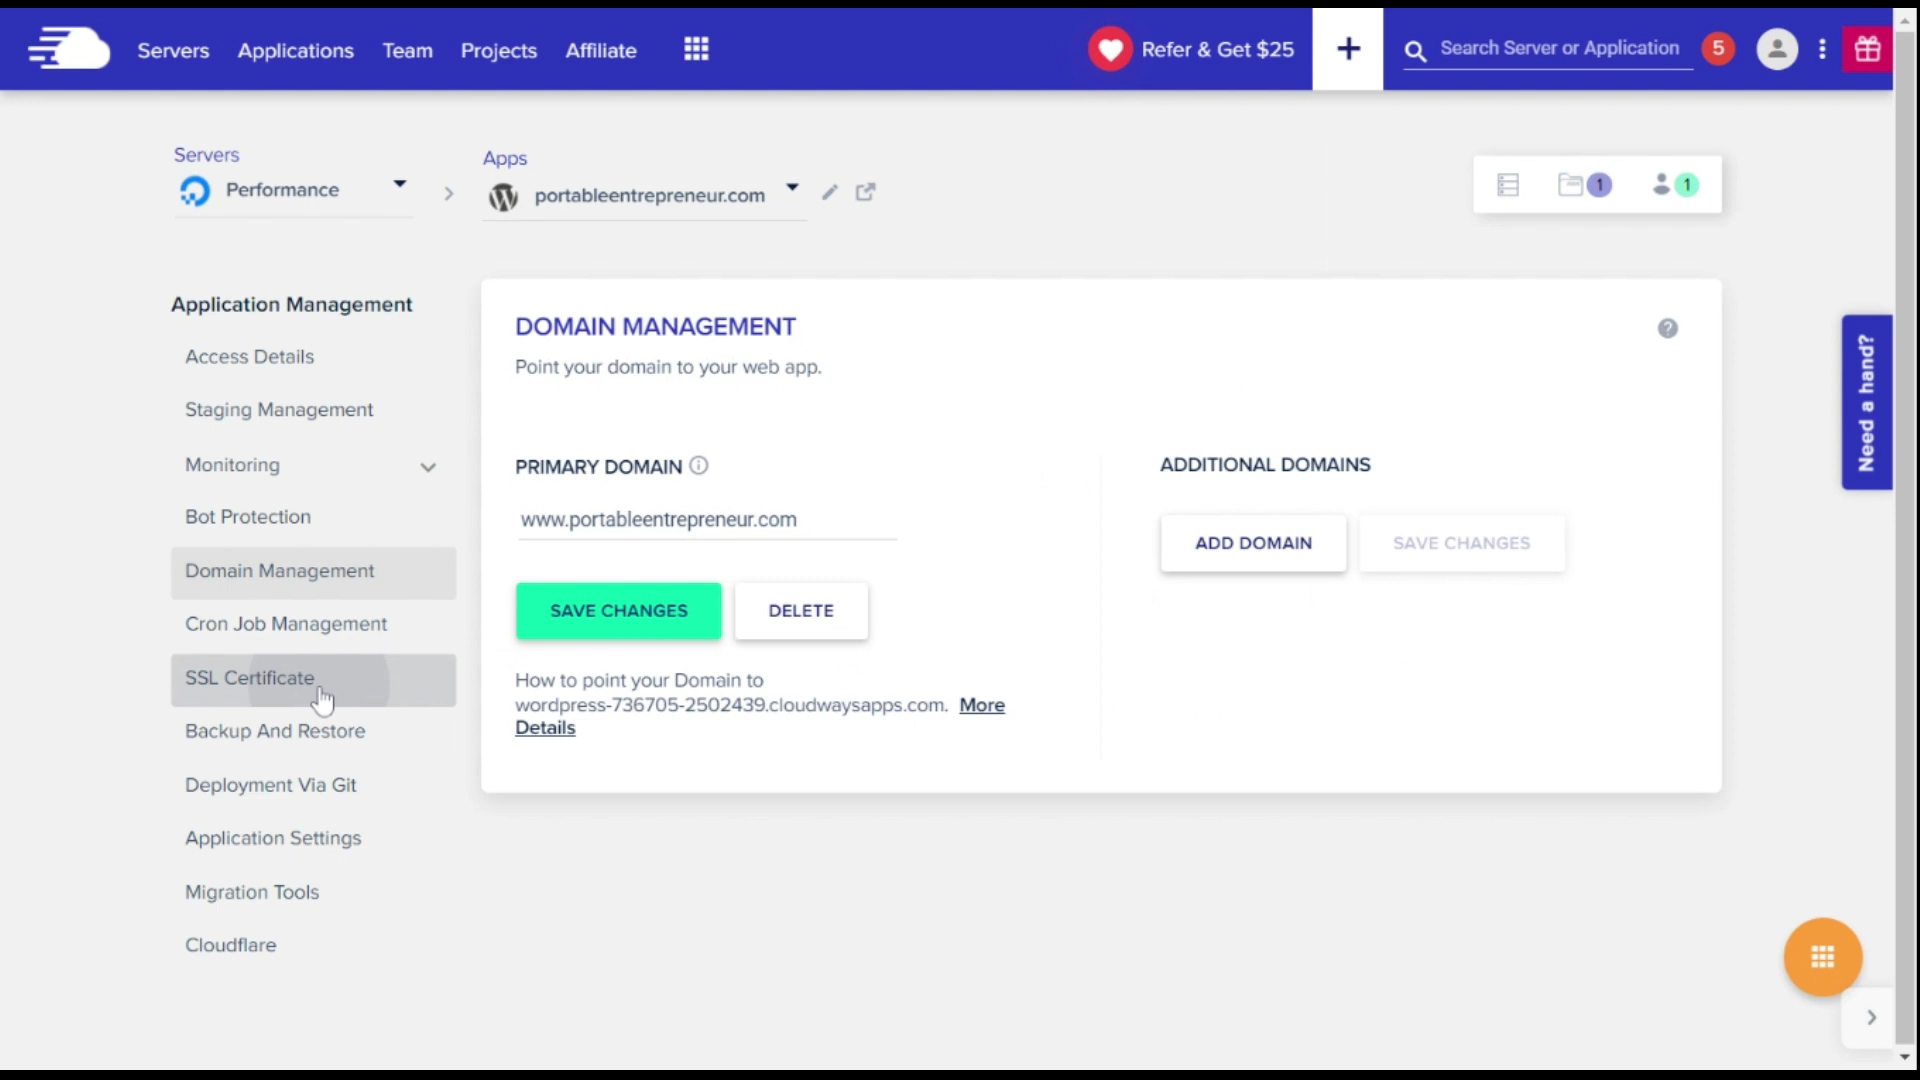 Servers Applications Team Projects Affiliate Refer & Get $25 + Search Server or Application 5
Servers
Performance
Apps
portableentrepreneur.com
1 1
Application Management
Access Details
Staging Management
Monitoring
Bot Protection
Domain Management
Cron Job Management
SSL Certificate
Backup And Restore
Deployment Via Git
Application Settings
Migration Tools
Cloudflare
DOMAIN MANAGEMENT
Point your domain to your web app.
PRIMARY DOMAIN
www.portableentrepreneur.com
SAVE CHANGES DELETE
How to point your Domain to
wordpress-736705-2502439.cloudwaysapps.com. More
Details
ADDITIONAL DOMAINS
ADD DOMAIN SAVE CHANGES
Need a hand?